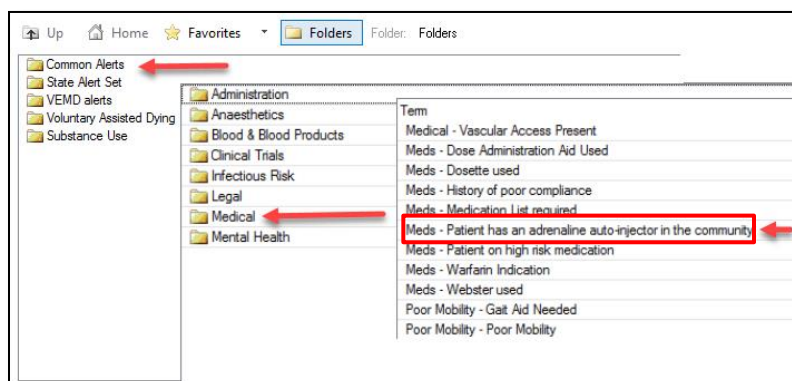 Up Home Favorites Folders Folder: Folders
Common Alerts
State Alert Set
VEMD alerts
Voluntary Assisted Dying
Substance Use
Administration
Anaesthetics
Blood & Blood Products
Clinical Trials
Infectious Risk
Legal
Medical
Mental Health
Term
Medical - Vascular Access Present
Meds - Dose Administration Aid Used
Meds - Dosette used
Meds - History of poor compliance
Meds - Medication List required
Meds - Patient has an adrenaline auto-injector in the community
Meds - Patient on high risk medication
Meds - Warfarin Indication
Meds - Webster used
Poor Mobility - Gait Aid Needed
Poor Mobility - Poor Mobility